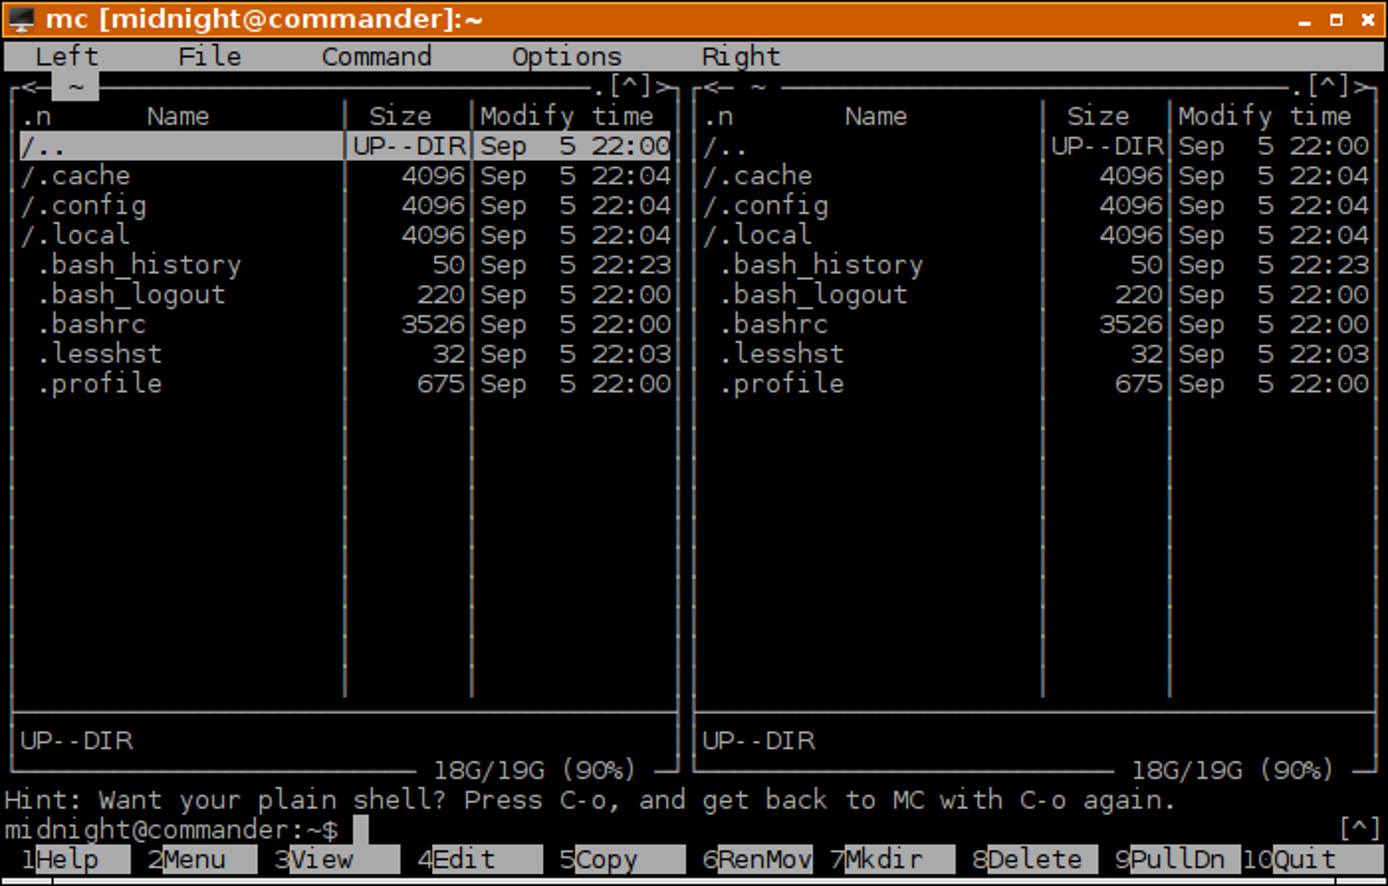 mc [midnight@commander]:~
Left File Command Options Right
<- ~ .[^]> <- ~ .[^]>
.n Name Size Modify time .n Name Size Modify time
/.. UP--DIR Sep 5 22:00 /.. UP--DIR Sep 5 22:00
/.cache 4096 Sep 5 22:04 /.cache 4096 Sep 5 22:04
/.config 4096 Sep 5 22:04 /.config 4096 Sep 5 22:04
/.local 4096 Sep 5 22:04 /.local 4096 Sep 5 22:04
.bash_history 50 Sep 5 22:23 .bash_history 50 Sep 5 22:23
.bash_logout 220 Sep 5 22:00 .bash_logout 220 Sep 5 22:00
.bashrc 3526 Sep 5 22:00 .bashrc 3526 Sep 5 22:00
.lesshst 32 Sep 5 22:03 .lesshst 32 Sep 5 22:03
.profile 675 Sep 5 22:00 .profile 675 Sep 5 22:00
UP--DIR UP--DIR
18G/19G (90%) 18G/19G (90%)
Hint: Want your plain shell? Press C-o, and get back to MC with C-o again.
midnight@commander:~$ [^]
1Help 2Menu 3View 4Edit 5Copy 6RenMov 7Mkdir 8Delete 9PullDn 10Quit